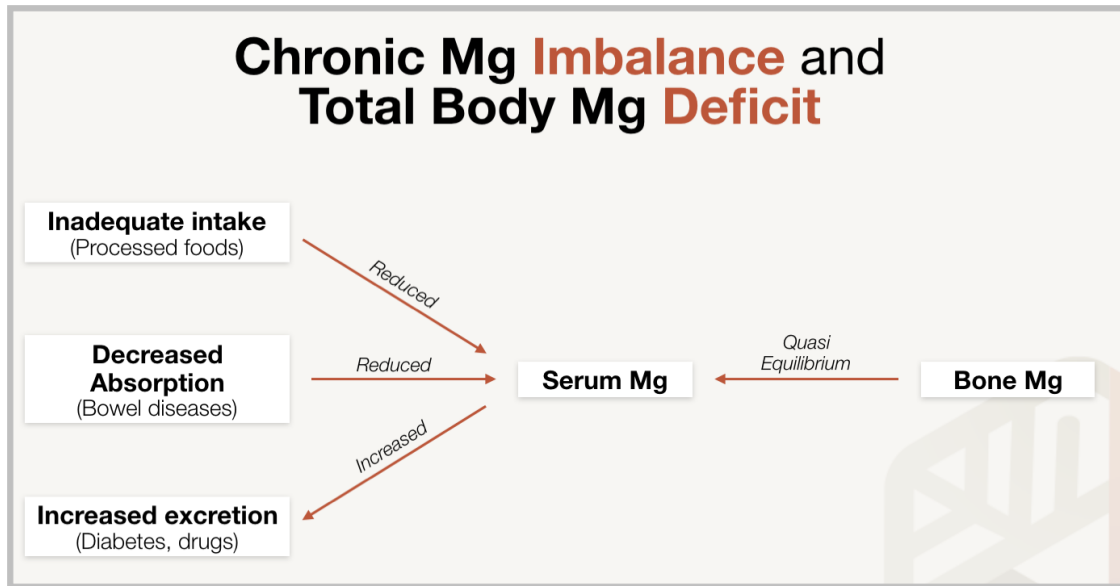 Chronic Mg Imbalance and
Total Body Mg Deficit
Inadequate intake
(Processed foods)
Reduced
Decreased
Absorption
(Bowel diseases)
Reduced
Serum Mg
Quasi
Equilibrium
Bone Mg
Increased
Increased excretion
(Diabetes, drugs)